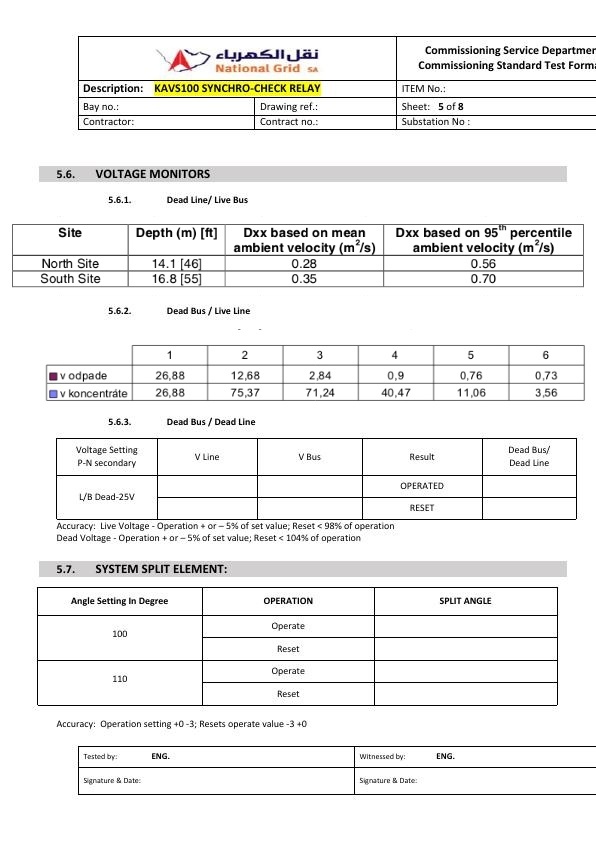 نقل الكهرباء
National Grid SA
Commissioning Service Departmen
Commissioning Standard Test Forma
Description: KAVS100 SYNCHRO-CHECK RELAY
ITEM No.:
Bay no.: Drawing ref.: Sheet: 5 of 8
Contractor: Contract no.: Substation No :
5.6. VOLTAGE MONITORS
5.6.1. Dead Line/ Live Bus
Site Depth (m) [ft] Dxx based on mean ambient velocity (m²/s) Dxx based on 95th percentile ambient velocity (m²/s)
North Site 14.1 [46] 0.28 0.56
South Site 16.8 [55] 0.35 0.70
5.6.2. Dead Bus / Live Line
1 2 3 4 5 6
v odpade 26,88 12,68 2,84 0,9 0,76 0,73
v koncentráte 26,88 75,37 71,24 40,47 11,06 3,56
5.6.3. Dead Bus / Dead Line
Voltage Setting P-N secondary V Line V Bus Result Dead Bus/ Dead Line
L/B Dead-25V OPERATED
RESET
Accuracy: Live Voltage - Operation + or – 5% of set value; Reset < 98% of operation
Dead Voltage - Operation + or – 5% of set value; Reset < 104% of operation
5.7. SYSTEM SPLIT ELEMENT:
Angle Setting In Degree OPERATION SPLIT ANGLE
100 Operate
Reset
110 Operate
Reset
Accuracy: Operation setting +0 -3; Resets operate value -3 +0
Tested by: ENG. Witnessed by: ENG.
Signature & Date: Signature & Date: